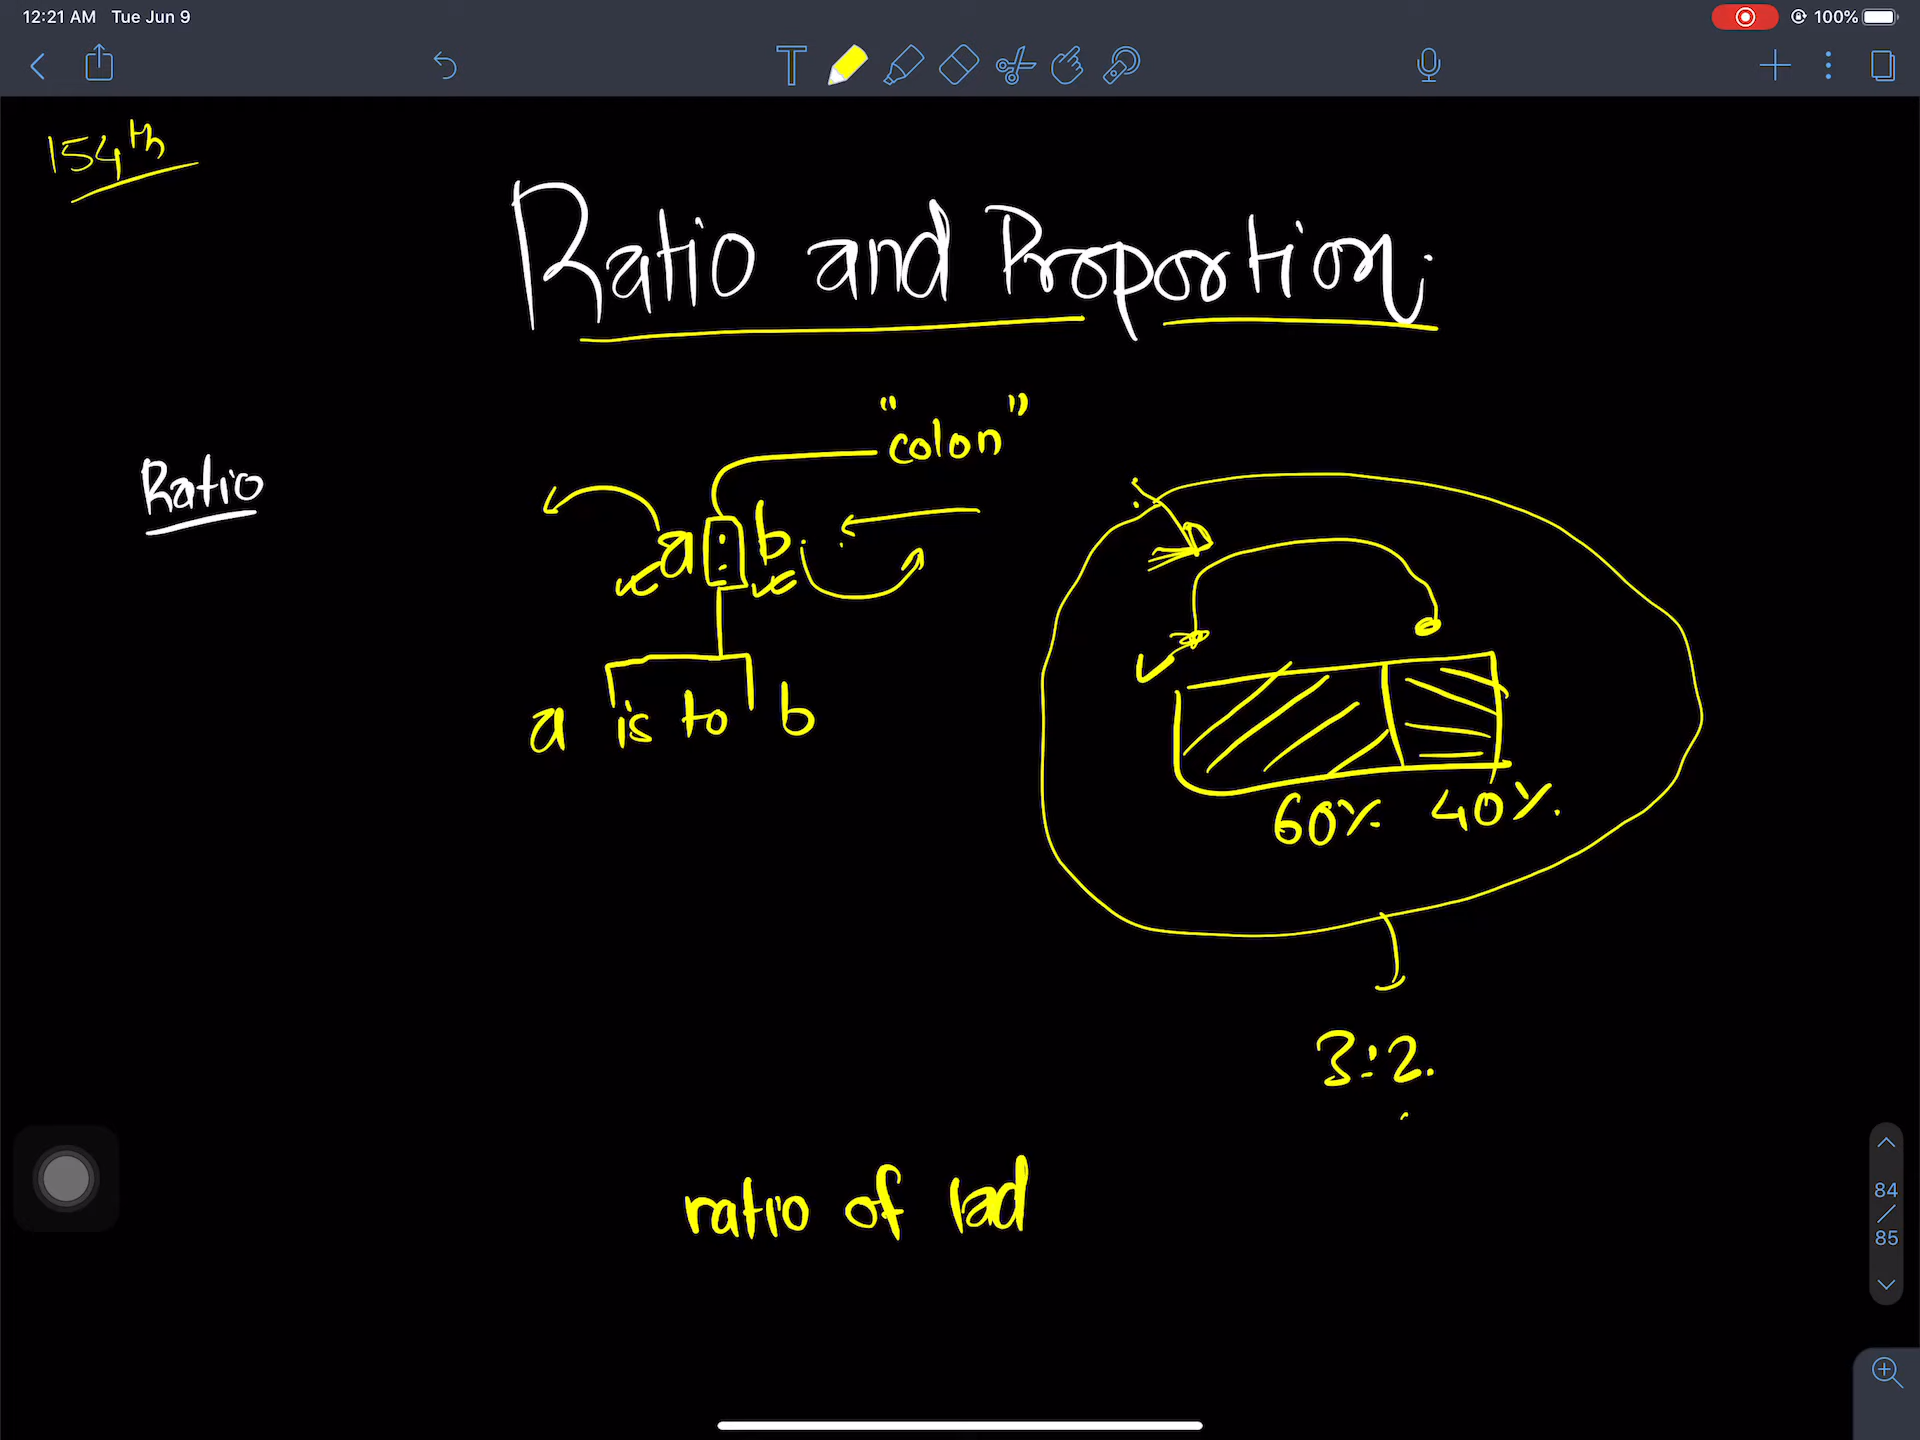 12:21 AM Tue Jun 9
100%
154th
Ratio and Proportion.
"colon"
Ratio
a : b
a is to b
60% 40%.
3:2.
ratio of lad
84
/
85